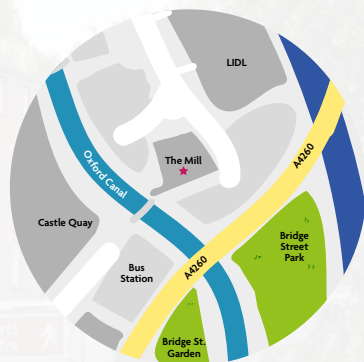 LIDL
A4260
The Mill
Oxford Canal
Castle Quay
Bridge
Street
Park
Bus
Station
A4260
Bridge St.
Garden